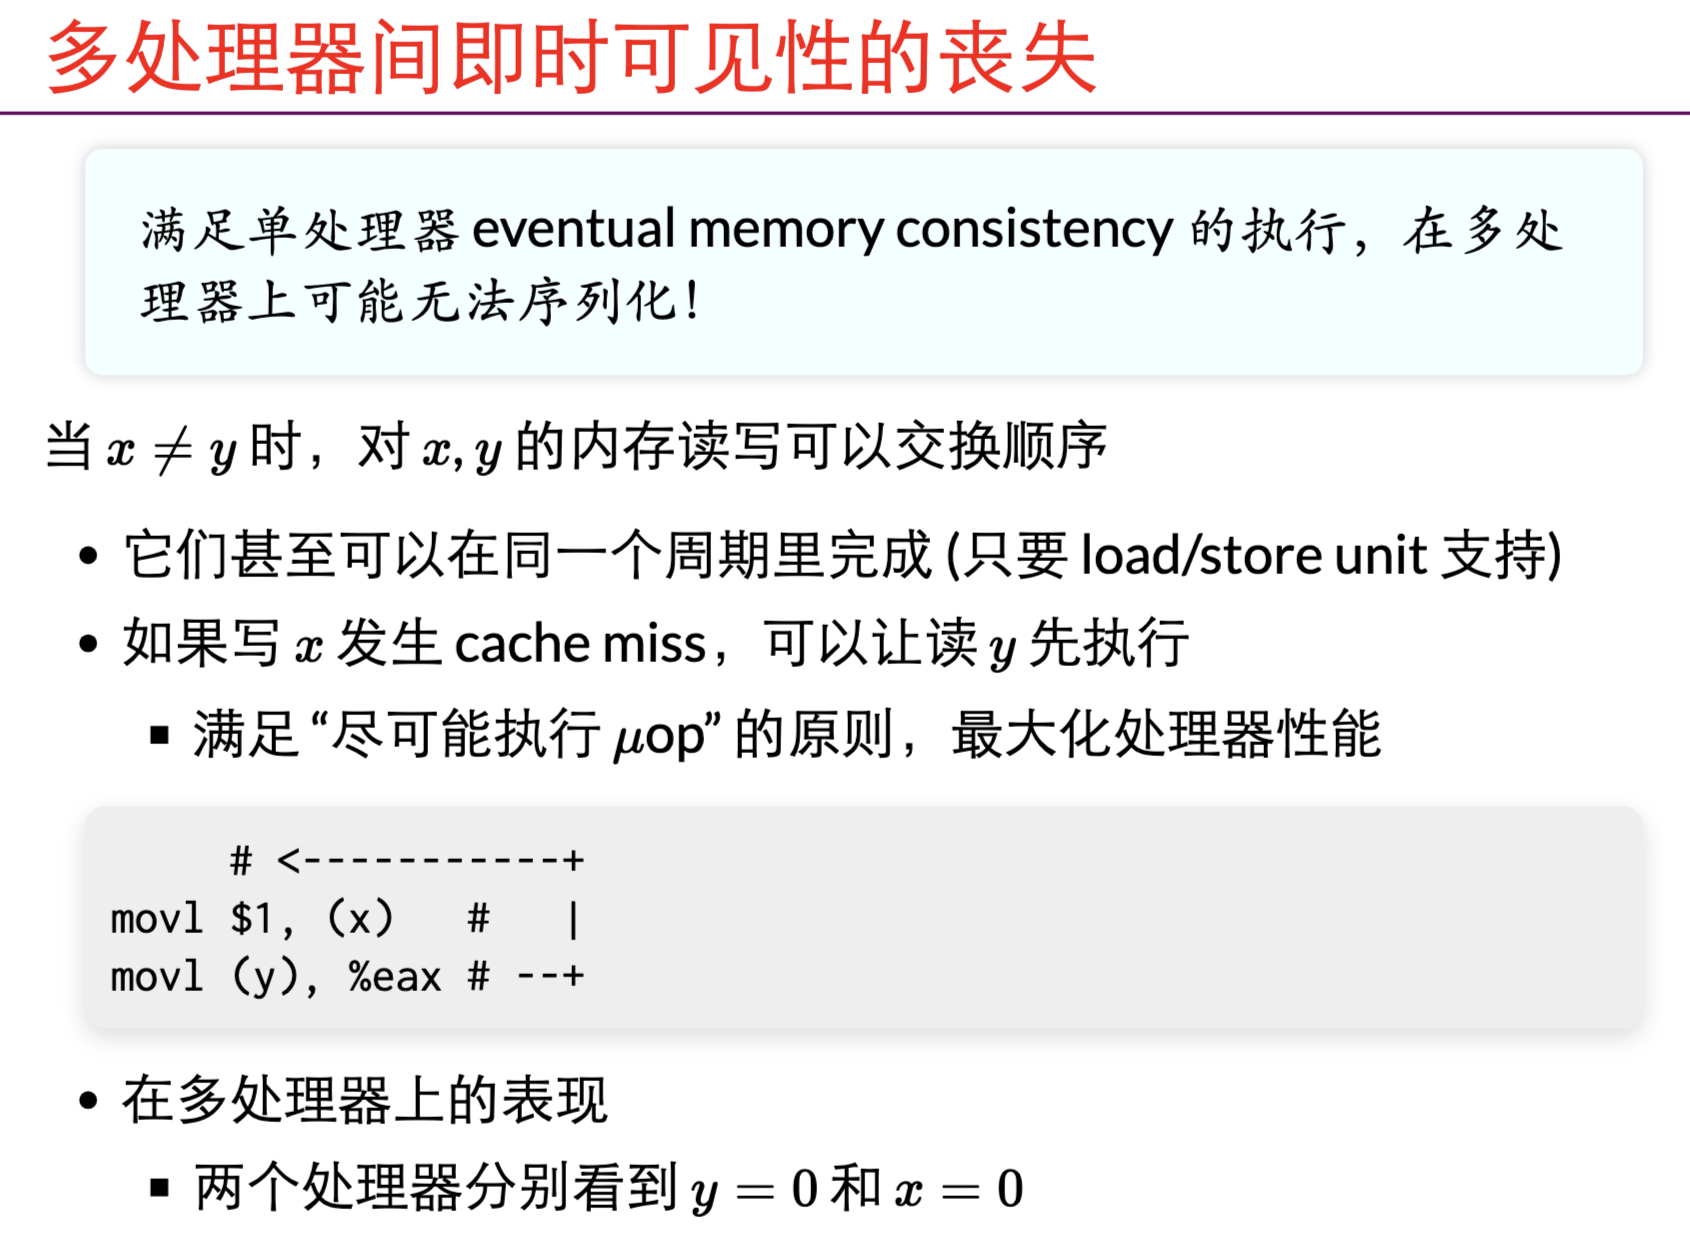 多处理器间即时可见性的丧失
满足单处理器 eventual memory consistency 的执行，在多处
理器上可能无法序列化！
当 x ≠ y 时，对 x, y 的内存读写可以交换顺序
• 它们甚至可以在同一个周期里完成 (只要 load/store unit 支持)
• 如果写 x 发生 cache miss，可以让读 y 先执行
▪ 满足 “尽可能执行 μop” 的原则，最大化处理器性能
     # <-----------+
movl $1, (x)   #   |
movl (y), %eax # --+
• 在多处理器上的表现
▪ 两个处理器分别看到 y = 0 和 x = 0